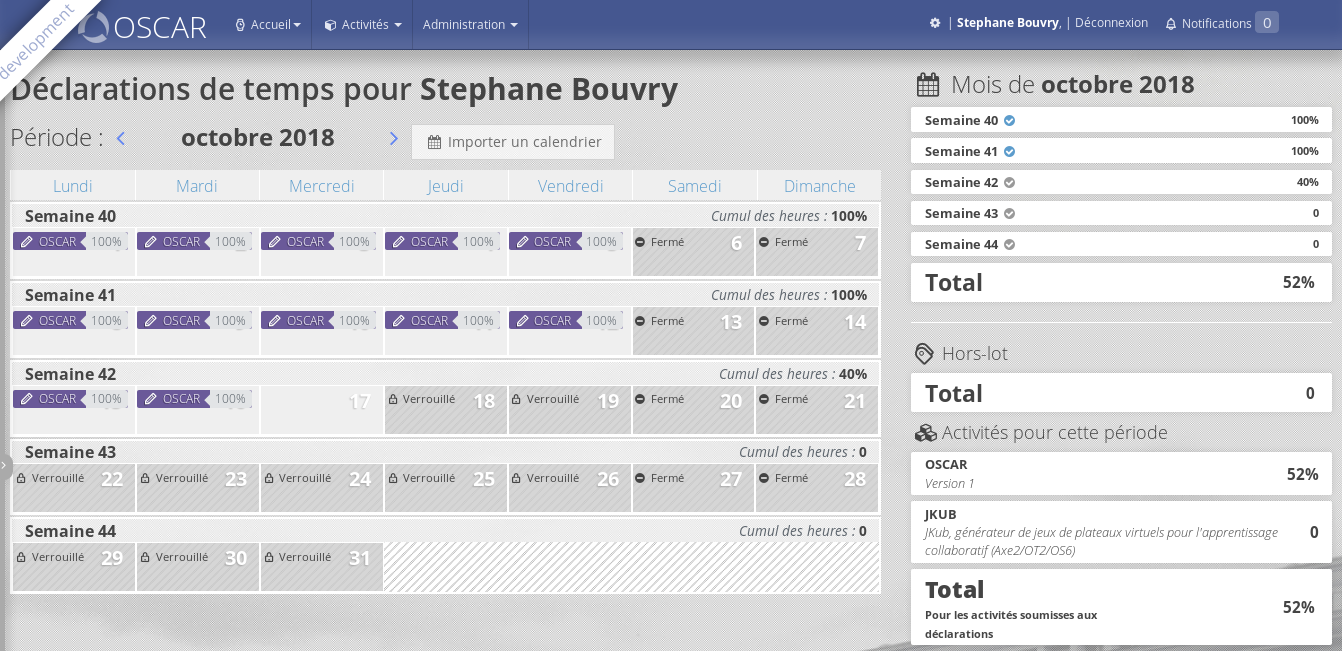 development
OSCAR Accueil Activités Administration | Stephane Bouvry, | Déconnexion Notifications 0
Déclarations de temps pour Stephane Bouvry
Période : octobre 2018 Importer un calendrier
Lundi Mardi Mercredi Jeudi Vendredi Samedi Dimanche
Semaine 40 Cumul des heures : 100%
OSCAR 100% OSCAR 100% OSCAR 100% OSCAR 100% OSCAR 100% Fermé 6 Fermé 7
Semaine 41 Cumul des heures : 100%
OSCAR 100% OSCAR 100% OSCAR 100% OSCAR 100% OSCAR 100% Fermé 13 Fermé 14
Semaine 42 Cumul des heures : 40%
OSCAR 100% OSCAR 100% 17 Verrouillé 18 Verrouillé 19 Fermé 20 Fermé 21
Semaine 43 Cumul des heures : 0
Verrouillé 22 Verrouillé 23 Verrouillé 24 Verrouillé 25 Verrouillé 26 Fermé 27 Fermé 28
Semaine 44 Cumul des heures : 0
Verrouillé 29 Verrouillé 30 Verrouillé 31
Mois de octobre 2018
Semaine 40 100%
Semaine 41 100%
Semaine 42 40%
Semaine 43 0
Semaine 44 0
Total 52%
Hors-lot
Total 0
Activités pour cette période
OSCAR 52%
Version 1
JKUB
JKub, générateur de jeux de plateaux virtuels pour l'apprentissage 0
collaboratif (Axe2/OT2/OS6)
Total
Pour les activités soumisses aux 52%
déclarations